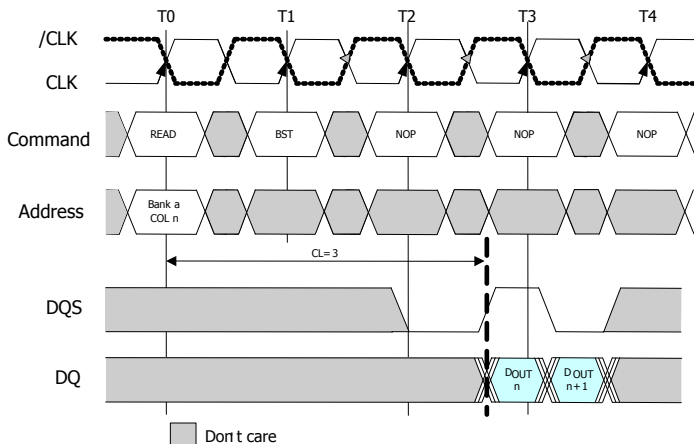 T0 T1 T2 T3 T4
/CLK
CLK
Command READ BST NOP NOP NOP
Address Bank a
COL n
CL=3
DQS
DQ DOUT
n DOUT
n+1
Don't care